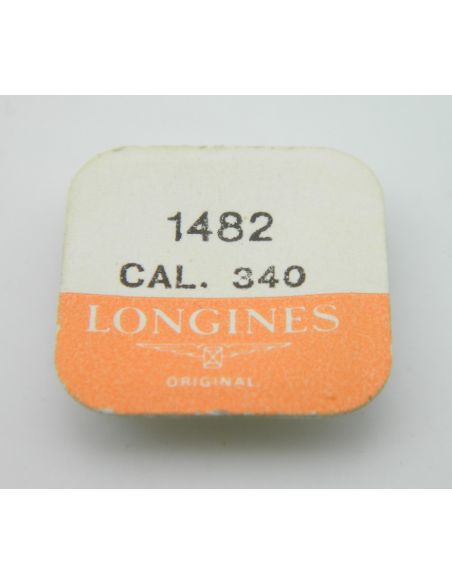 1482
CAL. 340
LONGINES
ORIGINAL